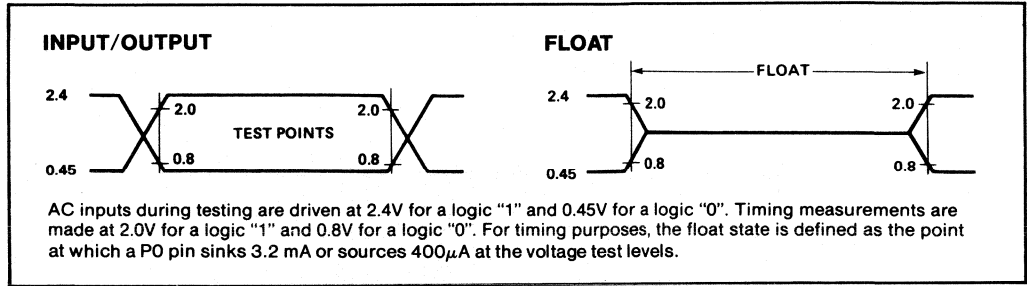 INPUT/OUTPUT
2.4
2.0
2.0
TEST POINTS
0.8
0.8
0.45
FLOAT
FLOAT
2.4
2.0
2.0
0.8
0.8
0.45
AC inputs during testing are driven at 2.4V for a logic “1” and 0.45V for a logic “0”. Timing measurements are
made at 2.0V for a logic “1” and 0.8V for a logic “0”. For timing purposes, the float state is defined as the point
at which a P0 pin sinks 3.2 mA or sources 400μA at the voltage test levels.